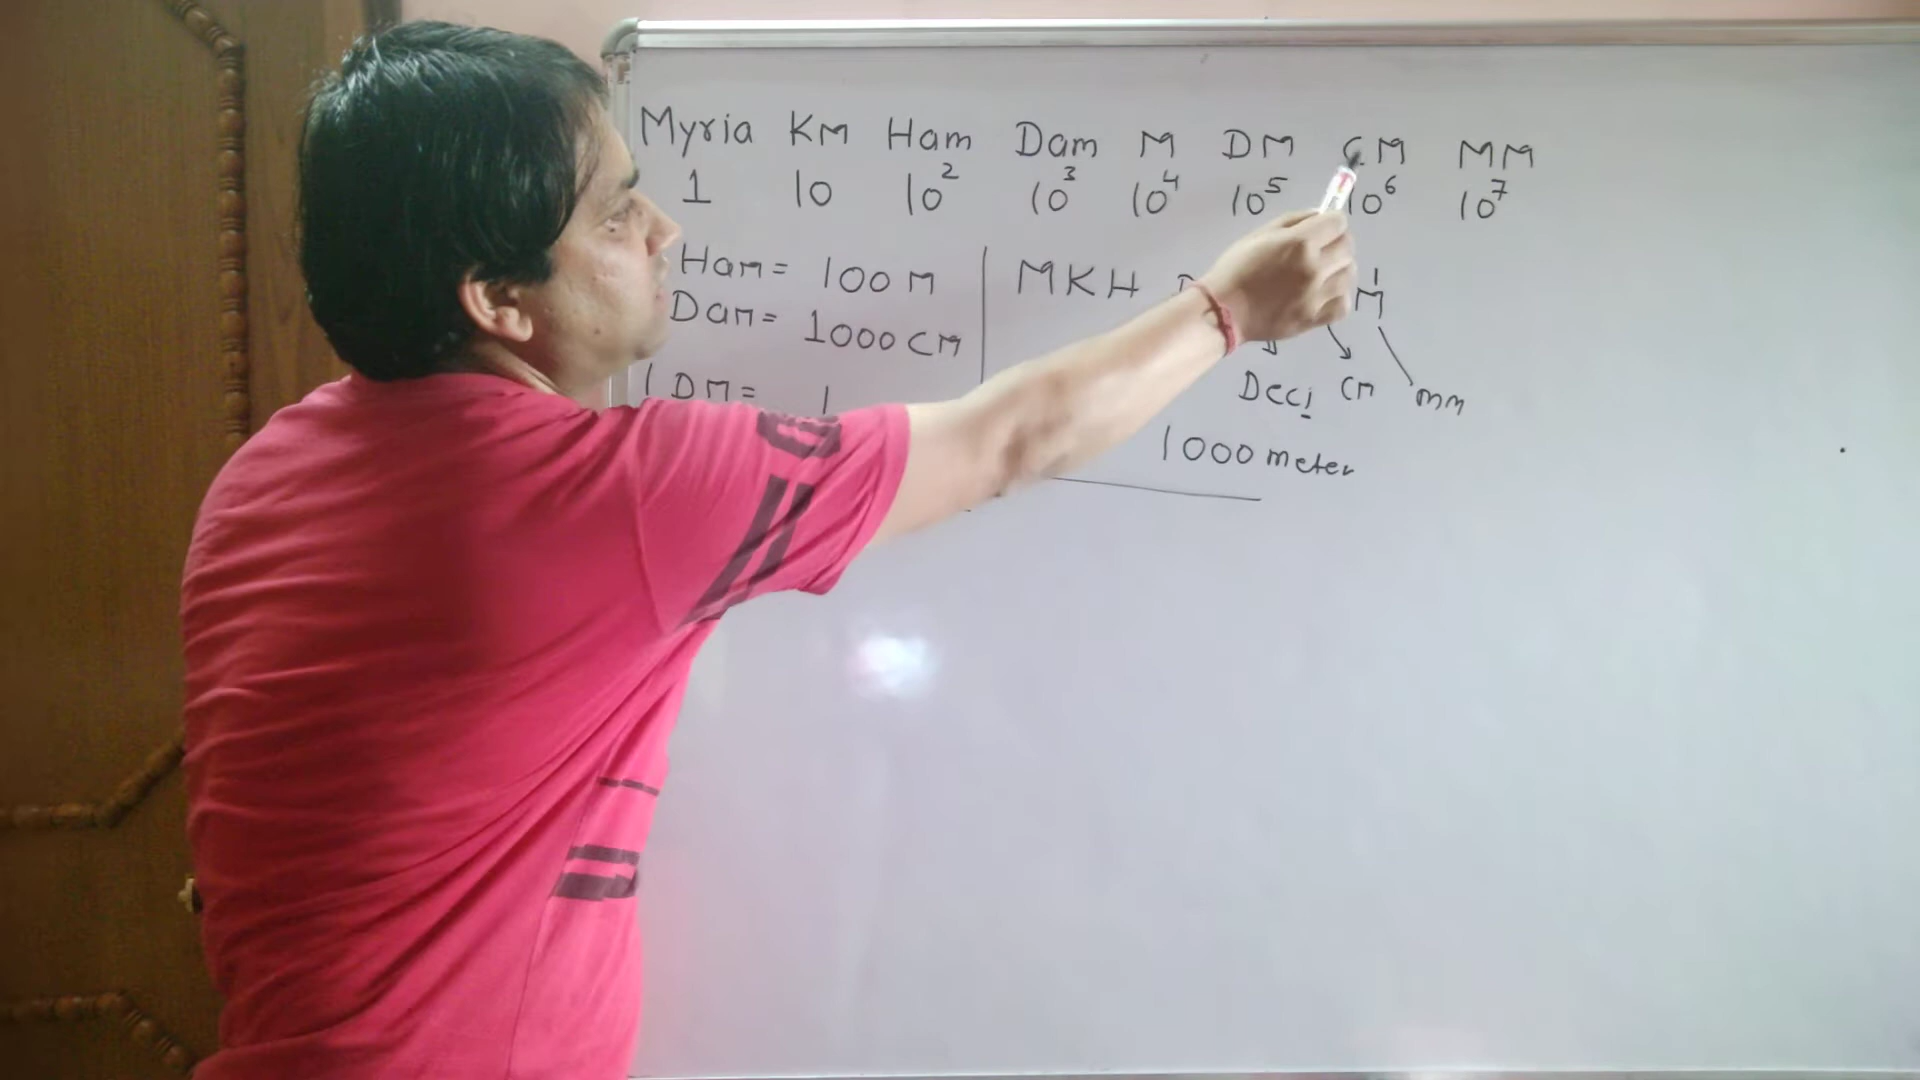 Myria KM Ham Dam M DM CM MM
1 10 10² 10³ 10⁴ 10⁵ 10⁶ 10⁷
Ham = 100 M
Dam = 1000 CM
1 DM = 1
MKH
M
Deci CM MM
1000 meter